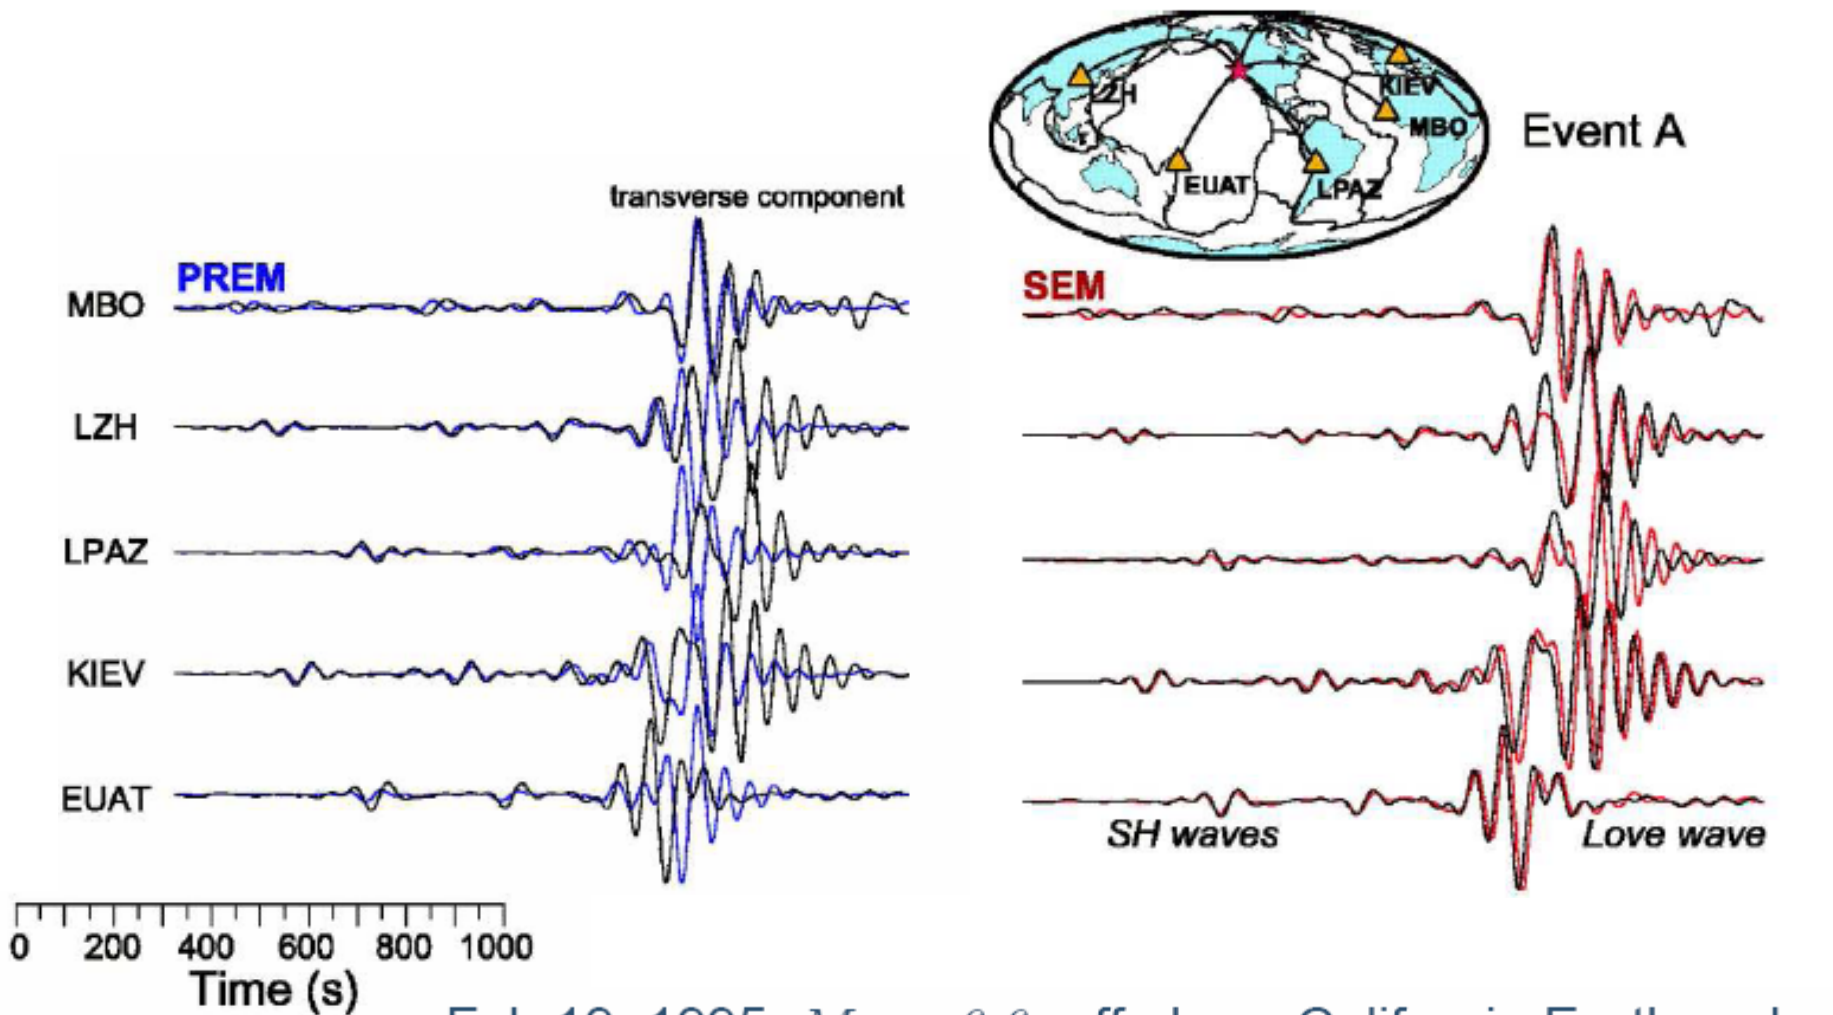 LZH
KIEV
MBO
EUAT
LPAZ
Event A
transverse component
PREM
SEM
MBO
LZH
LPAZ
KIEV
EUAT
SH waves
Love wave
0 200 400 600 800 1000
Time (s)